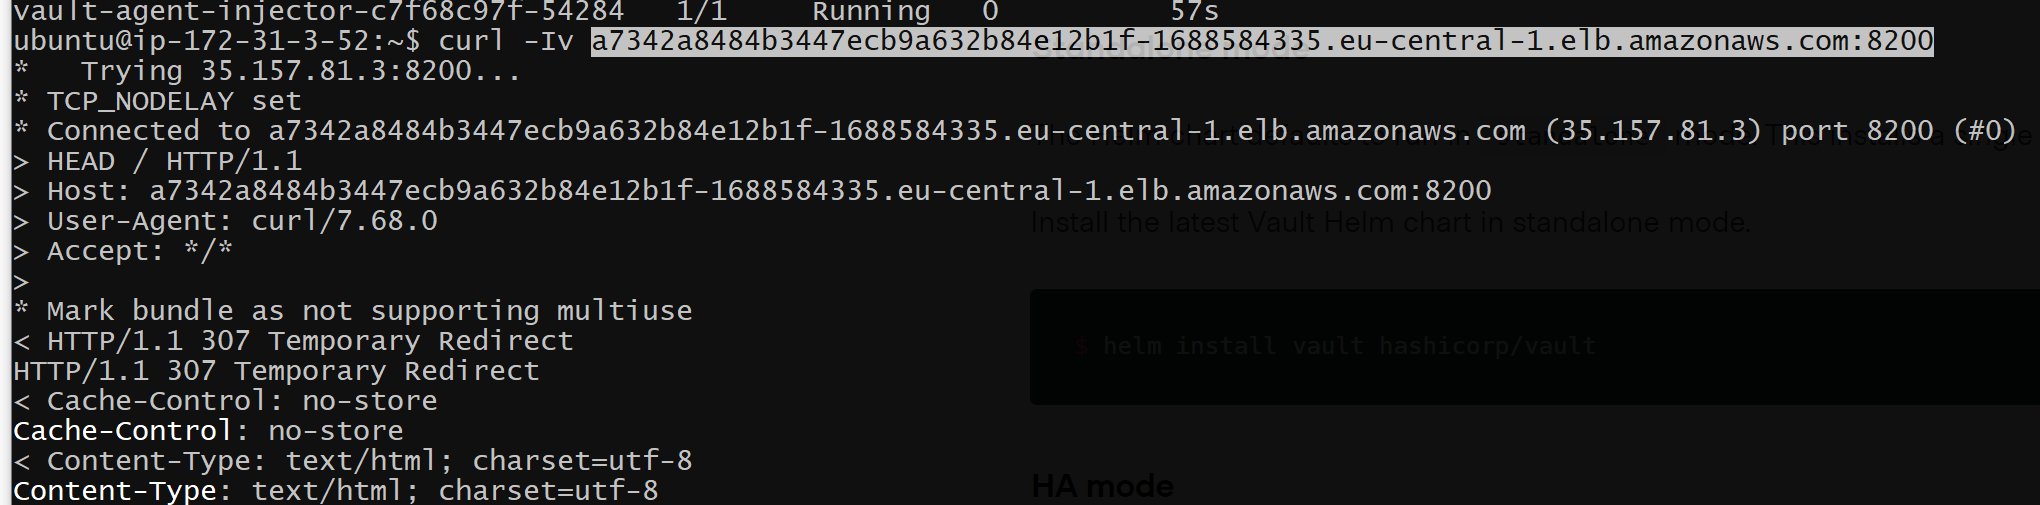 vault-agent-injector-c7f68c97f-54284   1/1     Running   0          57s
ubuntu@ip-172-31-3-52:~$ curl -Iv a7342a8484b3447ecb9a632b84e12b1f-1688584335.eu-central-1.elb.amazonaws.com:8200
Standalone mode
*   Trying 35.157.81.3:8200...
* TCP_NODELAY set
* Connected to a7342a8484b3447ecb9a632b84e12b1f-1688584335.eu-central-1.elb.amazonaws.com (35.157.81.3) port 8200 (#0)
> HEAD / HTTP/1.1
> Host: a7342a8484b3447ecb9a632b84e12b1f-1688584335.eu-central-1.elb.amazonaws.com:8200
> User-Agent: curl/7.68.0
Install the latest Vault Helm chart in standalone mode.
> Accept: */*
>
* Mark bundle as not supporting multiuse
< HTTP/1.1 307 Temporary Redirect
$ helm install vault hashicorp/vault
HTTP/1.1 307 Temporary Redirect
< Cache-Control: no-store
Cache-Control: no-store
< Content-Type: text/html; charset=utf-8
Content-Type: text/html; charset=utf-8
HA mode